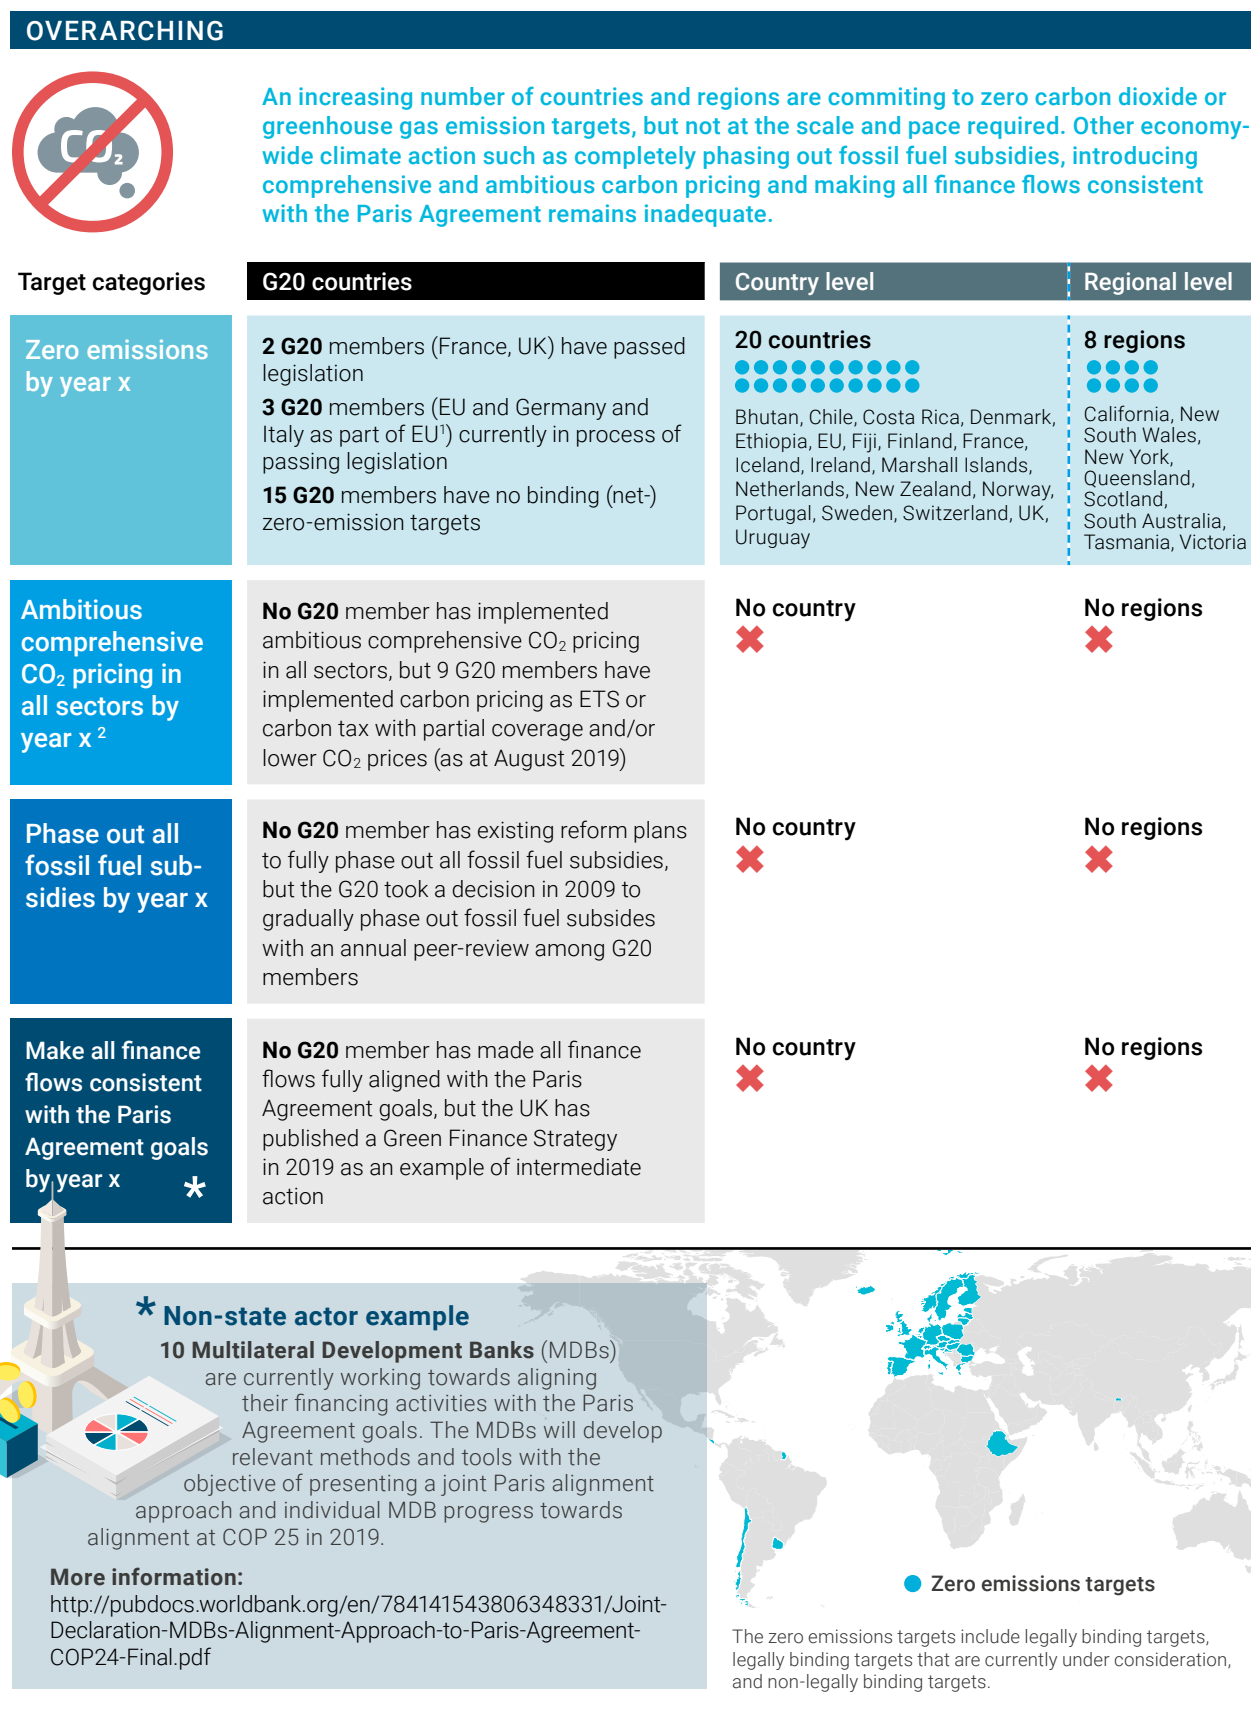 OVERARCHING
CO₂
An increasing number of countries and regions are commiting to zero carbon dioxide or
greenhouse gas emission targets, but not at the scale and pace required. Other economy-
wide climate action such as completely phasing out fossil fuel subsidies, introducing
comprehensive and ambitious carbon pricing and making all finance flows consistent
with the Paris Agreement remains inadequate.
Target categories
G20 countries
Country level
Regional level
Zero emissions
by year x
2 G20 members (France, UK) have passed
legislation
3 G20 members (EU and Germany and
Italy as part of EU¹) currently in process of
passing legislation
15 G20 members have no binding (net-)
zero-emission targets
20 countries
Bhutan, Chile, Costa Rica, Denmark,
Ethiopia, EU, Fiji, Finland, France,
Iceland, Ireland, Marshall Islands,
Netherlands, New Zealand, Norway,
Portugal, Sweden, Switzerland, UK,
Uruguay
8 regions
California, New
South Wales,
New York,
Queensland,
Scotland,
South Australia,
Tasmania, Victoria
Ambitious
comprehensive
CO₂ pricing in
all sectors by
year x ²
No G20 member has implemented
ambitious comprehensive CO₂ pricing
in all sectors, but 9 G20 members have
implemented carbon pricing as ETS or
carbon tax with partial coverage and/or
lower CO₂ prices (as at August 2019)
No country
No regions
Phase out all
fossil fuel sub-
sidies by year x
No G20 member has existing reform plans
to fully phase out all fossil fuel subsidies,
but the G20 took a decision in 2009 to
gradually phase out fossil fuel subsides
with an annual peer-review among G20
members
No country
No regions
Make all finance
flows consistent
with the Paris
Agreement goals
by year x *
No G20 member has made all finance
flows fully aligned with the Paris
Agreement goals, but the UK has
published a Green Finance Strategy
in 2019 as an example of intermediate
action
No country
No regions
* Non-state actor example
10 Multilateral Development Banks (MDBs)
are currently working towards aligning
their financing activities with the Paris
Agreement goals. The MDBs will develop
relevant methods and tools with the
objective of presenting a joint Paris alignment
approach and individual MDB progress towards
alignment at COP 25 in 2019.
More information:
http://pubdocs.worldbank.org/en/784141543806348331/Joint-
Declaration-MDBs-Alignment-Approach-to-Paris-Agreement-
COP24-Final.pdf
Zero emissions targets
The zero emissions targets include legally binding targets,
legally binding targets that are currently under consideration,
and non-legally binding targets.